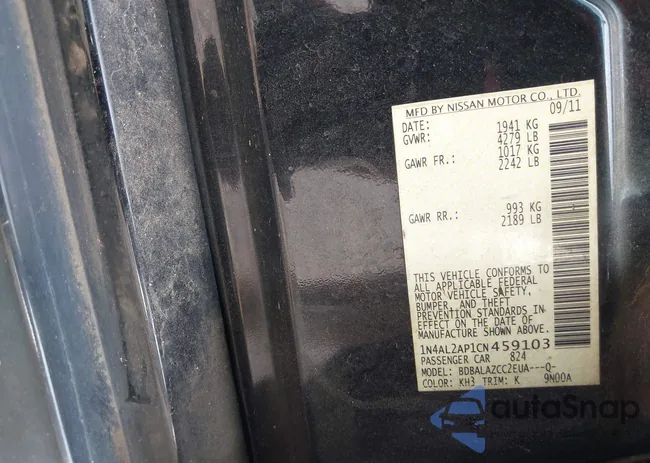 MFD BY NISSAN MOTOR CO., LTD.
DATE: 09/11
GVWR: 1941 KG
4279 LB
GAWR FR.: 1017 KG
2242 LB
GAWR RR.: 993 KG
2189 LB
THIS VEHICLE CONFORMS TO
ALL APPLICABLE FEDERAL
MOTOR VEHICLE SAFETY,
BUMPER, AND THEFT
PREVENTION STANDARDS IN
EFFECT ON THE DATE OF
MANUFACTURE SHOWN ABOVE.
1N4AL2AP1CN 459103
PASSENGER CAR 824
MODEL: BDBALAZCC2EUA---Q-
COLOR: KH3 TRIM: K 9N00A
autoSnap